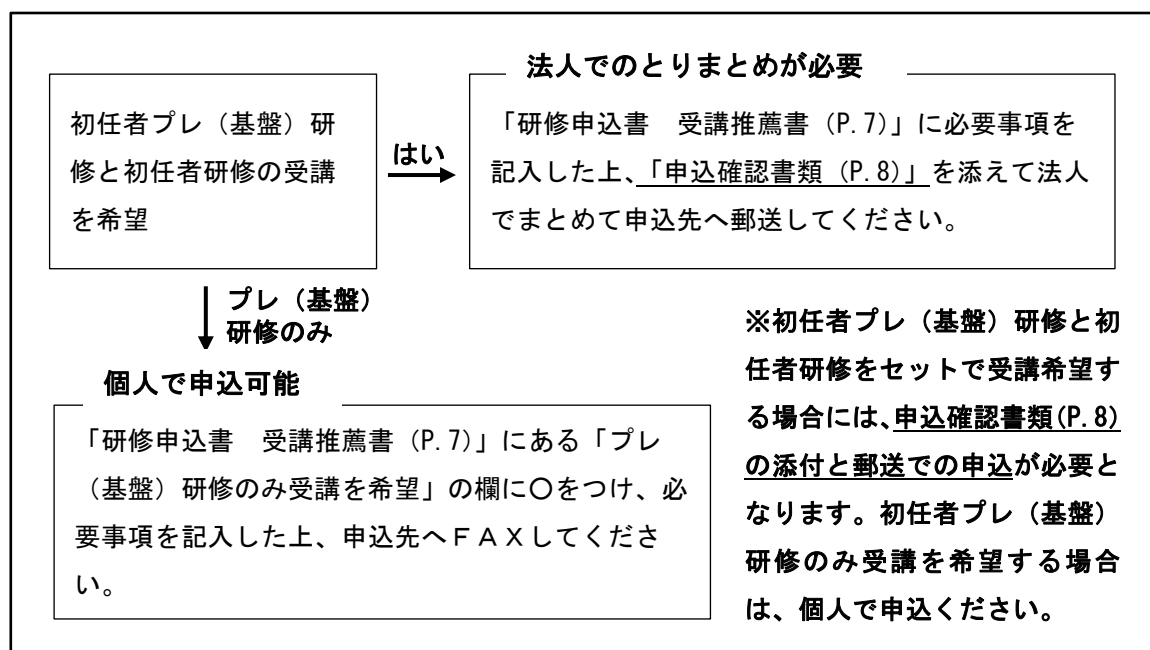 初任者プレ（基盤）研
修と初任者研修の受講
を希望
はい
法人でのとりまとめが必要
「研修申込書　受講推薦書（P.7）」に必要事項を
記入した上、「申込確認書類（P.8）」を添えて法人
でまとめて申込先へ郵送してください。
プレ（基盤）
研修のみ
個人で申込可能
「研修申込書　受講推薦書（P.7）」にある「プレ
（基盤）研修のみ受講を希望」の欄に〇をつけ、必
要事項を記入した上、申込先へＦＡＸしてくださ
い。
※初任者プレ（基盤）研修と初
任者研修をセットで受講希望す
る場合には、申込確認書類(P.8)
の添付と郵送での申込が必要と
なります。初任者プレ（基盤）
研修のみ受講を希望する場合
は、個人で申込ください。